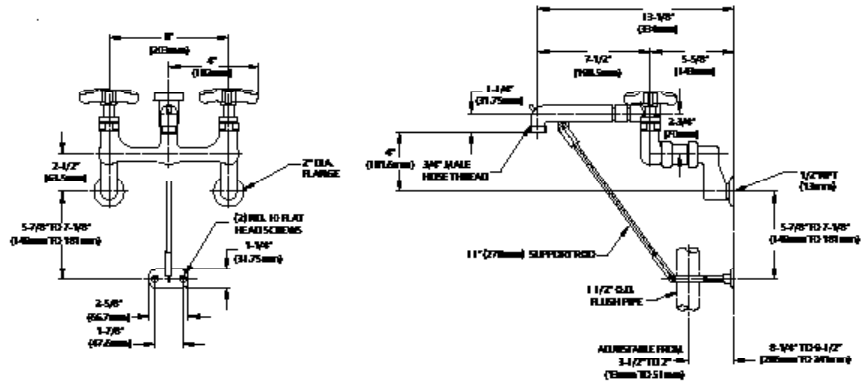 8"
(203mm)
4"
(102mm)
2-1/2"
(63.5mm)
2" DIA.
FLANGE
5-7/8" TO 7-1/8"
(149mm TO 181mm)
(2) NO. 10 FLAT
HEAD SCREWS
1-1/4"
(31.75mm)
2-5/8"
(66.7mm)
1-7/8"
(47.6mm)
13-1/8"
(334mm)
7-1/2"
(190.5mm)
5-5/8"
(143mm)
1-1/4"
(31.75mm)
2-3/4"
(70mm)
4"
(101.6mm)
3/4" MALE
HOSE THREAD
1/2" NPT
(13mm)
5-7/8" TO 7-1/8"
(149mm TO 181mm)
11" (279mm) SUPPORT ROD
1 1/2" O.D.
FLUSH PIPE
ADJUSTABLE FROM
3-1/2" TO 2"
(13mm TO 51mm)
8-1/4" TO 9-1/2"